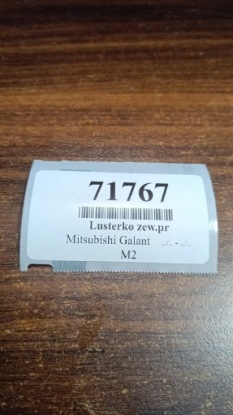 71767
Lusterko zew.pr
Mitsubishi Galant ../.. - ../..
M2